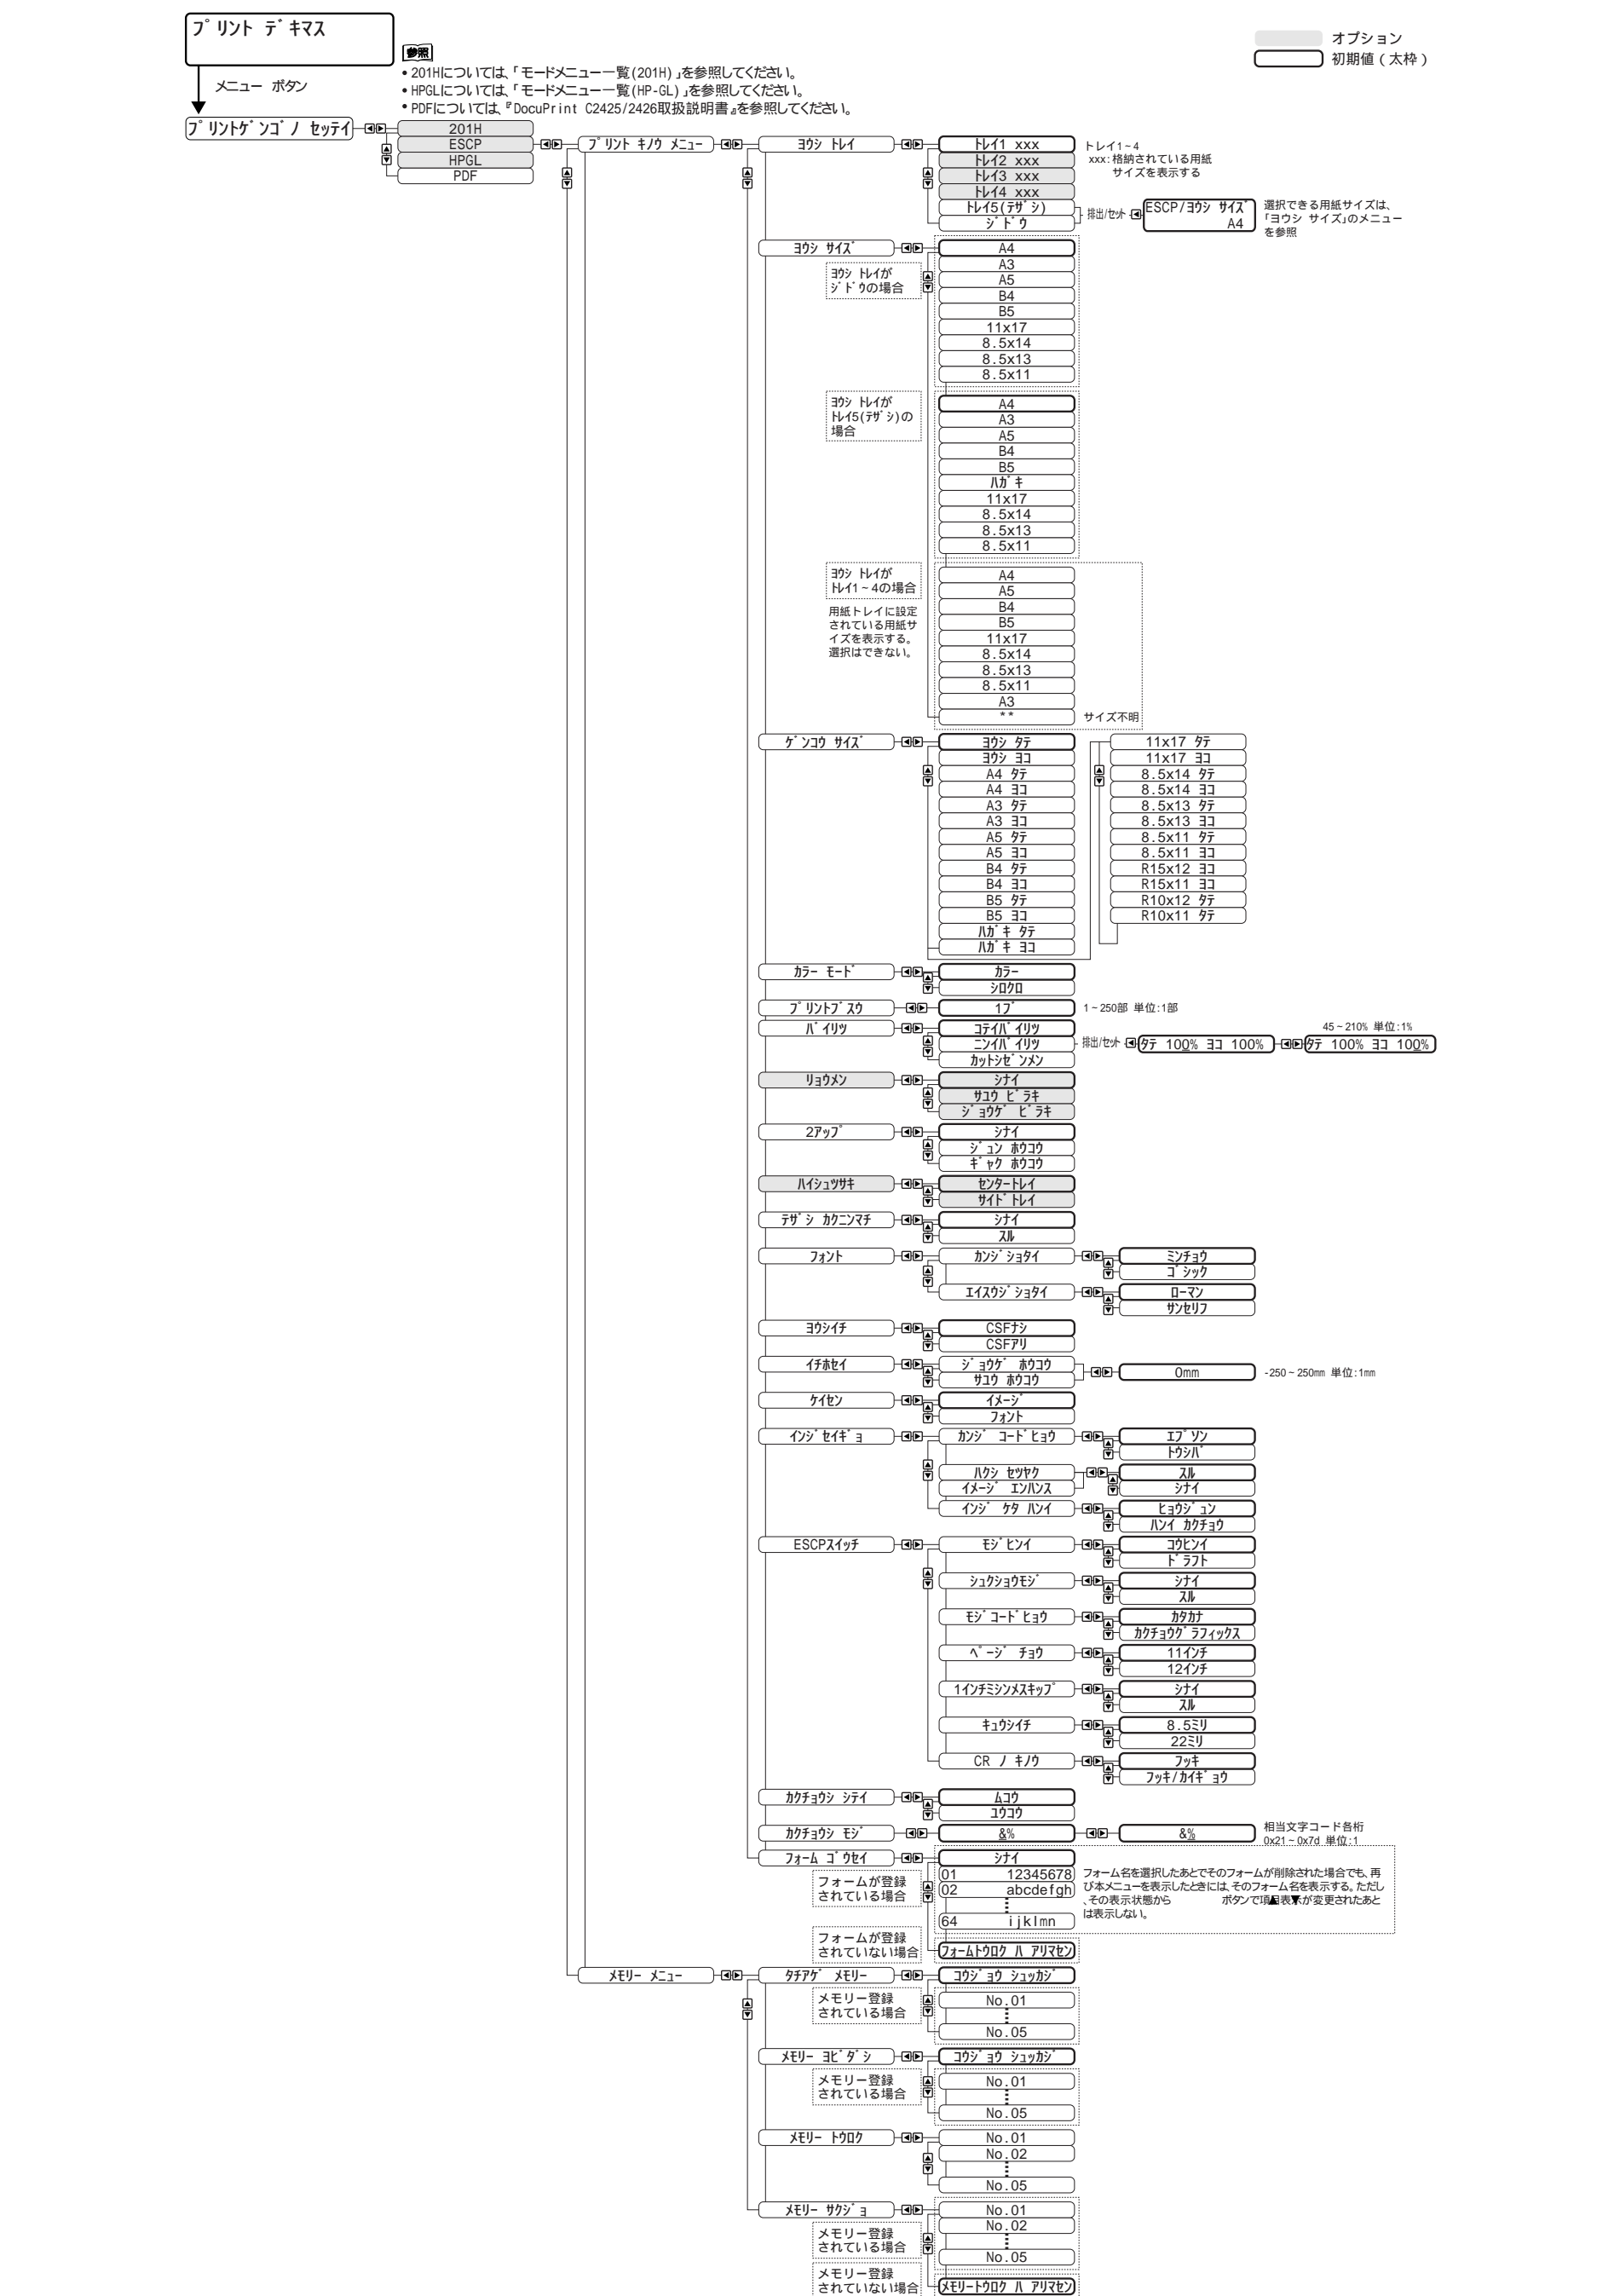 ﾌﾟﾘﾝﾄ ﾃﾞｷﾏｽ
オプション
初期値（太枠）
参照
• 201Hについては、「モードメニュー一覧(201H)」を参照してください。
• HPGLについては、「モードメニュー一覧(HP-GL)」を参照してください。
• PDFについては、『DocuPrint C2425/2426取扱説明書』を参照してください。
メニュー ボタン
ﾌﾟﾘﾝﾄｹﾞﾝｺﾞﾉ ｾｯﾃｲ
201H
ESCP
HPGL
PDF
ﾌﾟﾘﾝﾄ ｷﾉｳ ﾒﾆｭｰ
ﾖｳｼ ﾄﾚｲ
ﾄﾚｲ1 xxx
ﾄﾚｲ2 xxx
ﾄﾚｲ3 xxx
ﾄﾚｲ4 xxx
ﾄﾚｲ5(ﾃｻﾞｼ)
ｼﾞﾄﾞｳ
トレイ1~4
xxx:格納されている用紙
サイズを表示する
排出/ｾｯﾄ
ESCP/ﾖｳｼ ｻｲｽﾞ
A4
選択できる用紙サイズは、
「ヨウシ サイズ」のメニュー
を参照
ﾖｳｼ ｻｲｽﾞ
ﾖｳｼ ﾄﾚｲが
ｼﾞﾄﾞｳの場合
A4
A3
A5
B4
B5
11x17
8.5x14
8.5x13
8.5x11
ﾖｳｼ ﾄﾚｲが
ﾄﾚｲ5(ﾃｻﾞｼ)の
場合
A4
A3
A5
B4
B5
ﾊｶﾞｷ
11x17
8.5x14
8.5x13
8.5x11
ﾖｳｼ ﾄﾚｲが
ﾄﾚｲ1~4の場合
用紙トレイに設定
されている用紙サ
イズを表示する。
選択はできない。
A4
A5
B4
B5
11x17
8.5x14
8.5x13
8.5x11
A3
**
サイズ不明
ｹﾞﾝｺｳ ｻｲｽﾞ
ﾖｳｼ ﾀﾃ
ﾖｳｼ ﾖｺ
A4 ﾀﾃ
A4 ﾖｺ
A3 ﾀﾃ
A3 ﾖｺ
A5 ﾀﾃ
A5 ﾖｺ
B4 ﾀﾃ
B4 ﾖｺ
B5 ﾀﾃ
B5 ﾖｺ
ﾊｶﾞｷ ﾀﾃ
ﾊｶﾞｷ ﾖｺ
11x17 ﾀﾃ
11x17 ﾖｺ
8.5x14 ﾀﾃ
8.5x14 ﾖｺ
8.5x13 ﾀﾃ
8.5x13 ﾖｺ
8.5x11 ﾀﾃ
8.5x11 ﾖｺ
R15x12 ﾖｺ
R15x11 ﾖｺ
R10x12 ﾀﾃ
R10x11 ﾀﾃ
ｶﾗｰ ﾓｰﾄﾞ
ｶﾗｰ
ｼﾛｸﾛ
ﾌﾟﾘﾝﾄﾌﾞｽｳ
1ﾌﾞ
1~250部 単位:1部
ﾊﾞｲﾘﾂ
ｺﾃｲﾊﾞｲﾘﾂ
ﾆﾝｲﾊﾞｲﾘﾂ
ｶｯﾄｼｾﾞﾝﾒﾝ
排出/ｾｯﾄ
ﾀﾃ 100% ﾖｺ 100%
45~210% 単位:1%
ﾀﾃ 100% ﾖｺ 100%
ﾘｮｳﾒﾝ
ｼﾅｲ
ｻﾕｳ ﾋﾞﾗｷ
ｼﾞｮｳｹﾞ ﾋﾞﾗｷ
2ｱｯﾌﾟ
ｼﾅｲ
ｼﾞｭﾝ ﾎｳｺｳ
ｷﾞｬｸ ﾎｳｺｳ
ﾊｲｼｭﾂｻｷ
ｾﾝﾀｰﾄﾚｲ
ｻｲﾄﾞﾄﾚｲ
ﾃｻﾞｼ ｶｸﾆﾝﾏﾁ
ｼﾅｲ
ｽﾙ
ﾌｫﾝﾄ
ｶﾝｼﾞｼｮﾀｲ
ﾐﾝﾁｮｳ
ｺﾞｼｯｸ
ｴｲｽｳｼﾞｼｮﾀｲ
ﾛｰﾏﾝ
ｻﾝｾﾘﾌ
ﾖｳｼｲﾁ
CSFﾅｼ
CSFｱﾘ
ｲﾁﾎｾｲ
ｼﾞｮｳｹﾞ ﾎｳｺｳ
ｻﾕｳ ﾎｳｺｳ
0mm
-250~250mm 単位:1mm
ｹｲｾﾝ
ｲﾒｰｼﾞ
ﾌｫﾝﾄ
ｲﾝｼﾞｾｲｷﾞｮ
ｶﾝｼﾞ ｺｰﾄﾞﾋｮｳ
ｴﾌﾟｿﾝ
ﾄｳｼﾊﾞ
ﾊｸｼ ｾﾂﾔｸ
ｲﾒｰｼﾞ ｴﾝﾊﾝｽ
ｽﾙ
ｼﾅｲ
ｲﾝｼﾞ ｹﾀ ﾊﾝｲ
ﾋｮｳｼﾞｭﾝ
ﾊﾝｲ ｶｸﾁｮｳ
ESCPｽｲｯﾁ
ﾓｼﾞﾋﾝｲ
ｺｳﾋﾝｲ
ﾄﾞﾗﾌﾄ
ｼｭｸｼｮｳﾓｼﾞ
ｼﾅｲ
ｽﾙ
ﾓｼﾞｺｰﾄﾞﾋｮｳ
ｶﾀｶﾅ
ｶｸﾁｮｳｸﾞﾗﾌｨｯｸｽ
ﾍﾟｰｼﾞ ﾁｮｳ
11ｲﾝﾁ
12ｲﾝﾁ
1ｲﾝﾁﾐｼﾝﾒｽｷｯﾌﾟ
ｼﾅｲ
ｽﾙ
ｷｭｳｼｲﾁ
8.5ﾐﾘ
22ﾐﾘ
CR ﾉ ｷﾉｳ
ﾌｯｷ
ﾌｯｷ/ｶｲｷﾞｮｳ
ｶｸﾁｮｳｼ ｼﾃｲ
ﾑｺｳ
ﾕｳｺｳ
ｶｸﾁｮｳｼ ﾓｼﾞ
&%
&%
相当文字コード各桁
0x21~0x7d 単位:1
ﾌｫｰﾑ ｺﾞｳｾｲ
フォームが登録
されている場合
ｼﾅｲ
01 12345678
02 abcdefgh
64 ijklmn
フォーム名を選択したあとでそのフォームが削除された場合でも、再
び本メニューを表示したときには、そのフォーム名を表示する。ただし
、その表示状態から ボタンで項▲目表▼示が変更されたあと
は表示しない。
フォームが登録
されていない場合
ﾌｫｰﾑﾄｳﾛｸ ﾊ ｱﾘﾏｾﾝ
ﾒﾓﾘｰ ﾒﾆｭｰ
ﾀﾁｱｹﾞ ﾒﾓﾘｰ
メモリー登録
されている場合
ｺｳｼﾞｮｳ ｼｭｯｶｼﾞ
No.01
No.05
ﾒﾓﾘｰ ﾖﾋﾞﾀﾞｼ
メモリー登録
されている場合
ｺｳｼﾞｮｳ ｼｭｯｶｼﾞ
No.01
No.05
ﾒﾓﾘｰ ﾄｳﾛｸ
No.01
No.02
No.05
ﾒﾓﾘｰ ｻｸｼﾞｮ
メモリー登録
されている場合
No.01
No.02
No.05
メモリー登録
されていない場合
ﾒﾓﾘｰﾄｳﾛｸ ﾊ ｱﾘﾏｾﾝ